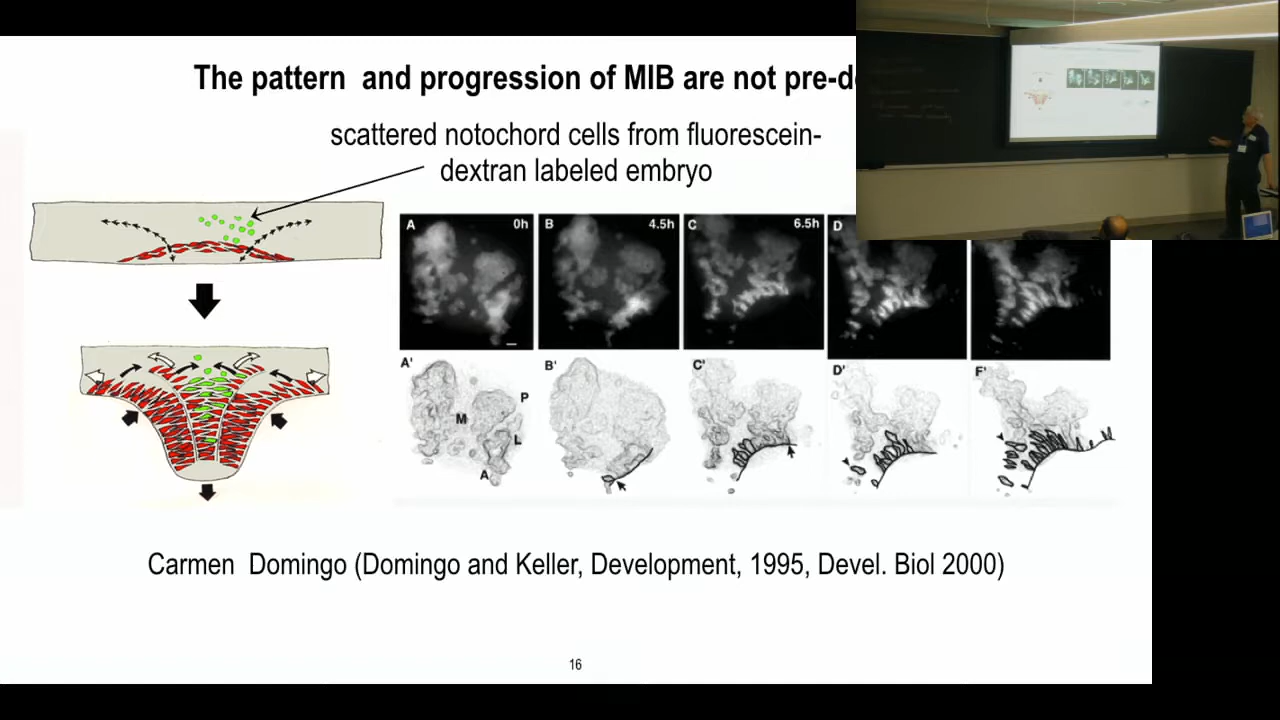 The pattern and progression of MIB are not pre-d
scattered notochord cells from fluorescein-
dextran labeled embryo
A 0h
B 4.5h
C 6.5h
D
A'
B'
C'
D'
F'
M
P
L
A
Carmen Domingo (Domingo and Keller, Development, 1995, Devel. Biol 2000)
16